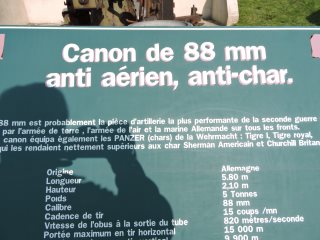 Canon de 88 mm
anti aérien, anti-char.
88 mm est probablement la pièce d'artillerie la plus performante de la seconde guerre
par l'armée de terre , l'armée de l'air et la marine Allemande sur tous les fronts.
canon équipa également les PANZER (chars) de la Wehrmacht : Tigre I, Tigre royal,
qui les rendaient nettement supérieurs aux char Sherman Americain et Churchill Britan
Origine Allemagne
Longueur 5,80 m
Hauteur 2,10 m
Poids 5 Tonnes
Calibre 88 mm
Cadence de tir 15 coups /mn
Vitesse de l'obus à la sortie du tube 820 mètres/seconde
Portée maximum en tir horizontal 15 000 m
9 900 m